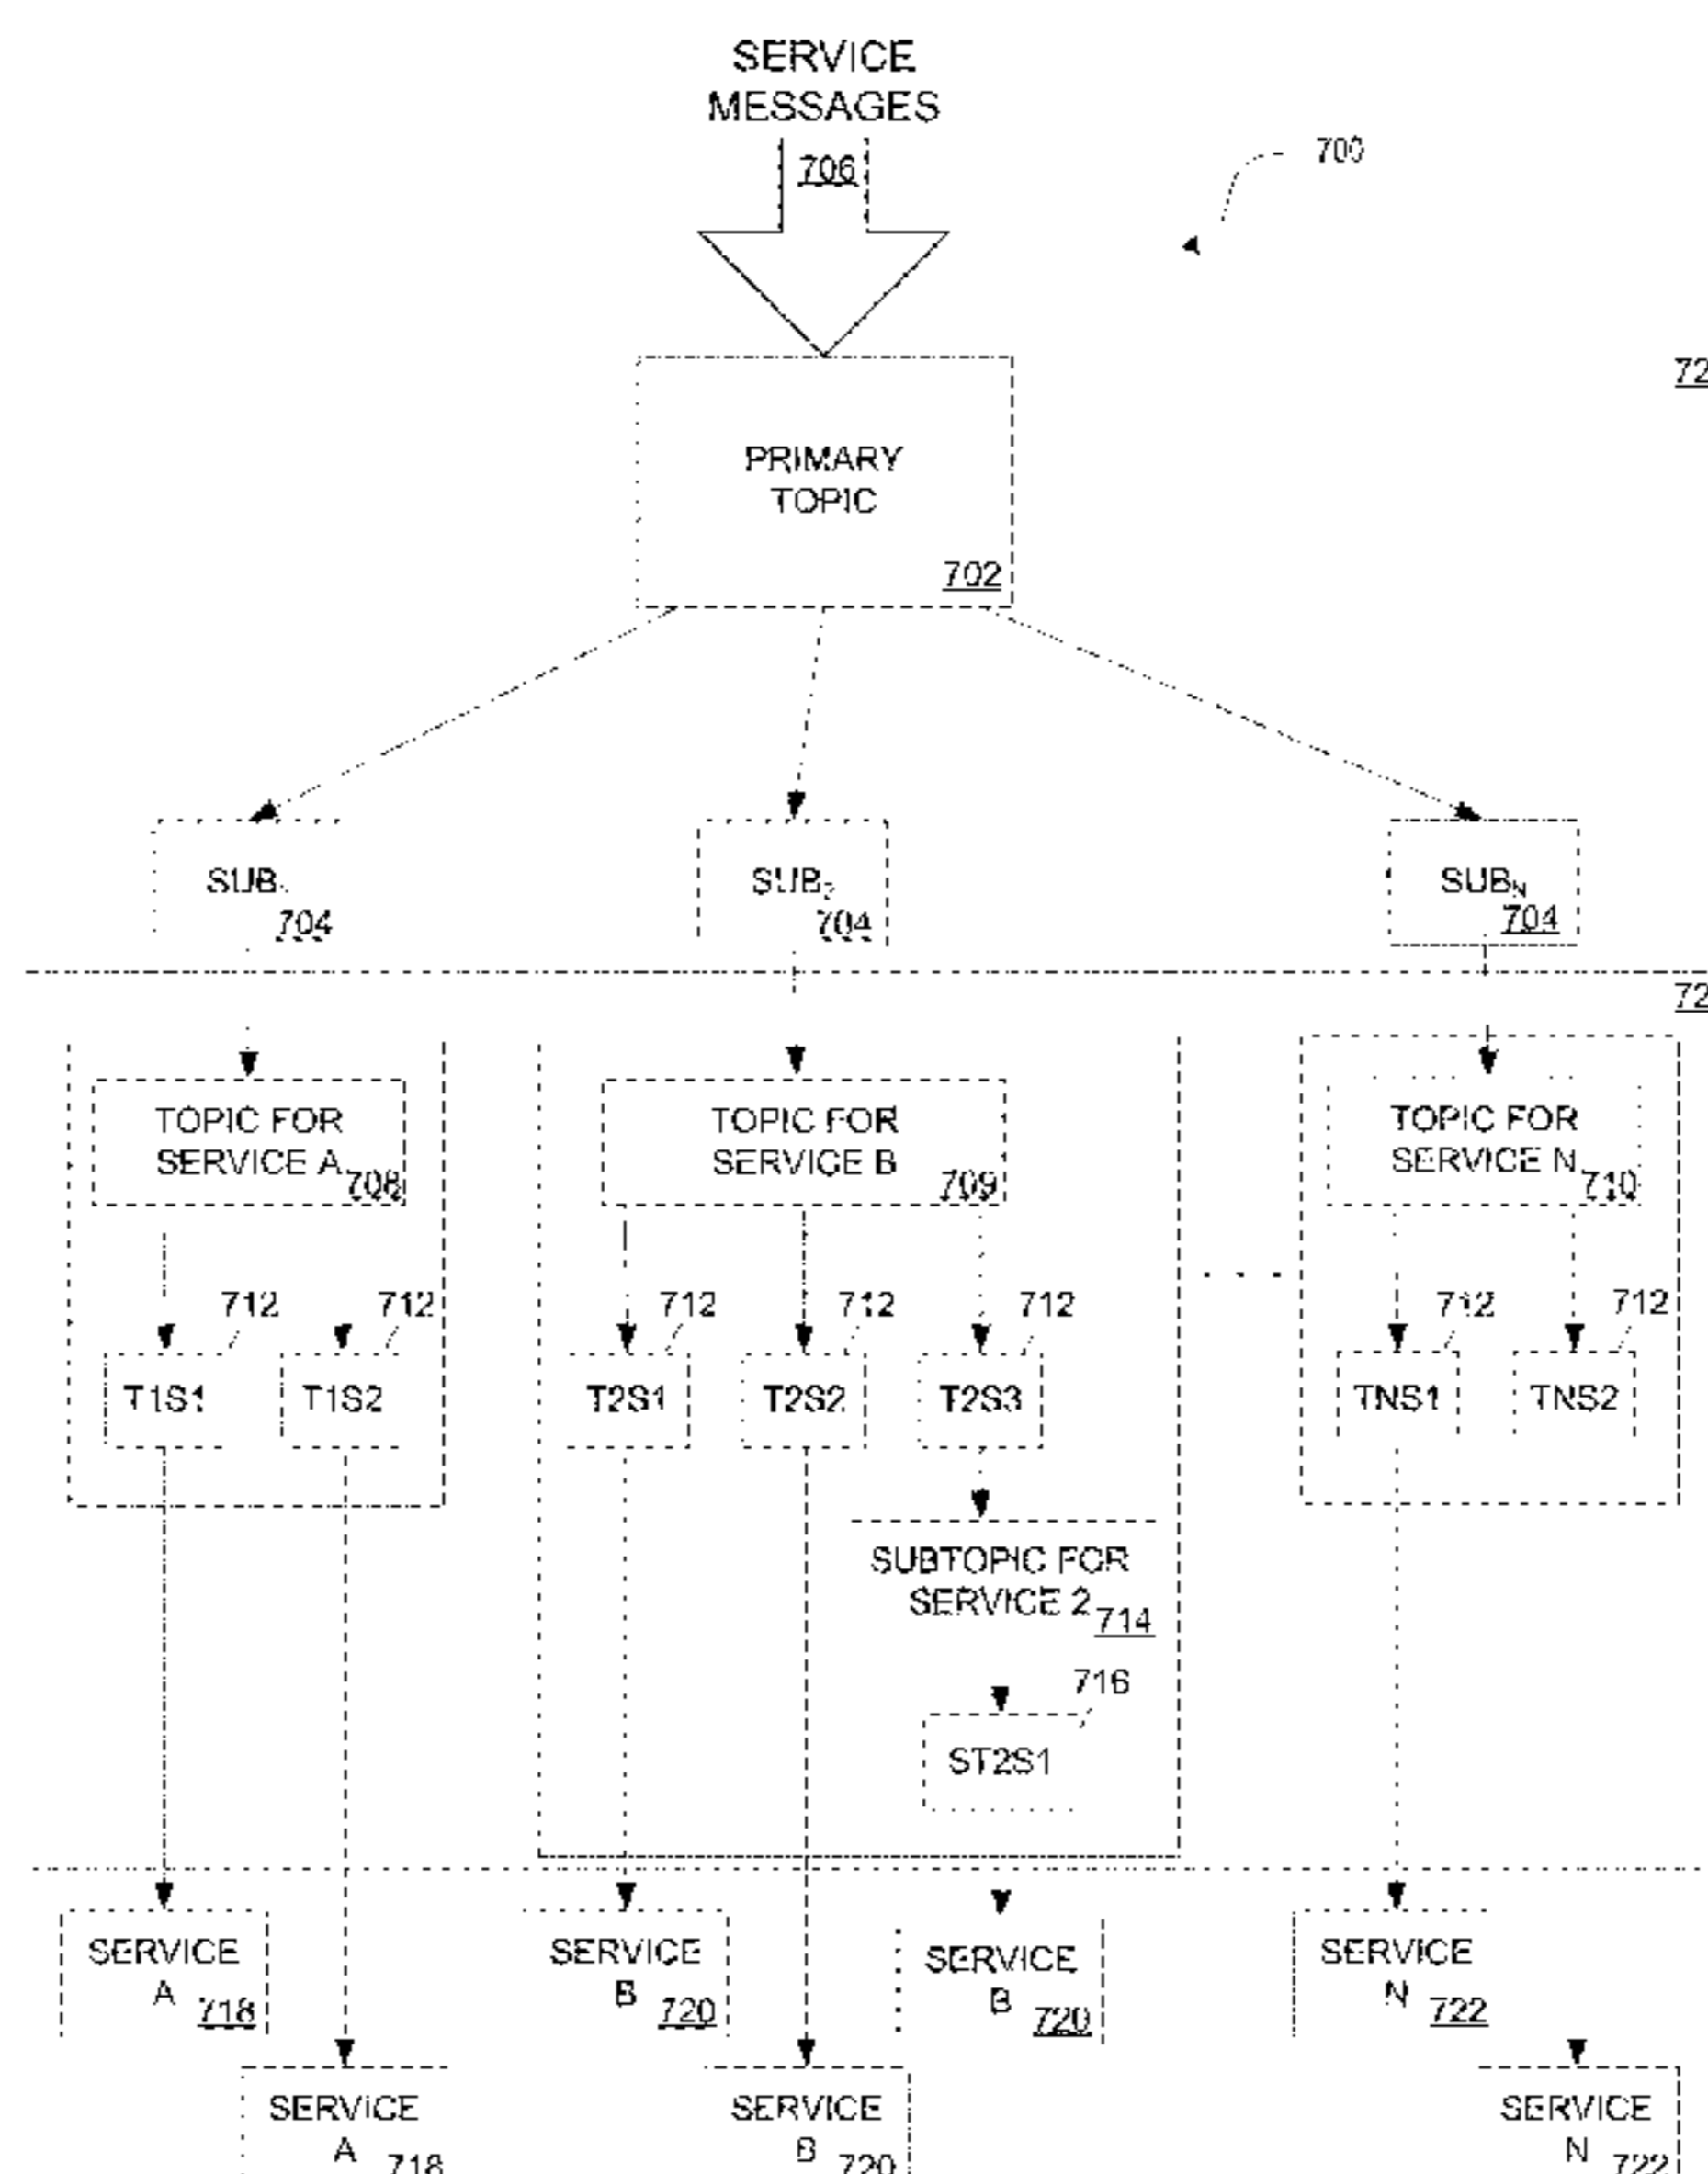 SERVICE
MESSAGES
706
700
72
PRIMARY
TOPIC
702
SUB
704
SUB2
704
SUBN
704
72
TOPIC FOR
SERVICE A
708
TOPIC FOR
SERVICE B
709
TOPIC FOR
SERVICE N
710
712
712
712
712
712
712
712
T1S1
T1S2
T2S1
T2S2
T2S3
TNS1
TNS2
SUBTOPIC FOR
SERVICE 2
714
716
ST2S1
SERVICE
A 718
SERVICE
B 720
SERVICE
B 720
SERVICE
N 722
SERVICE
A 718
SERVICE
B 720
SERVICE
N 722